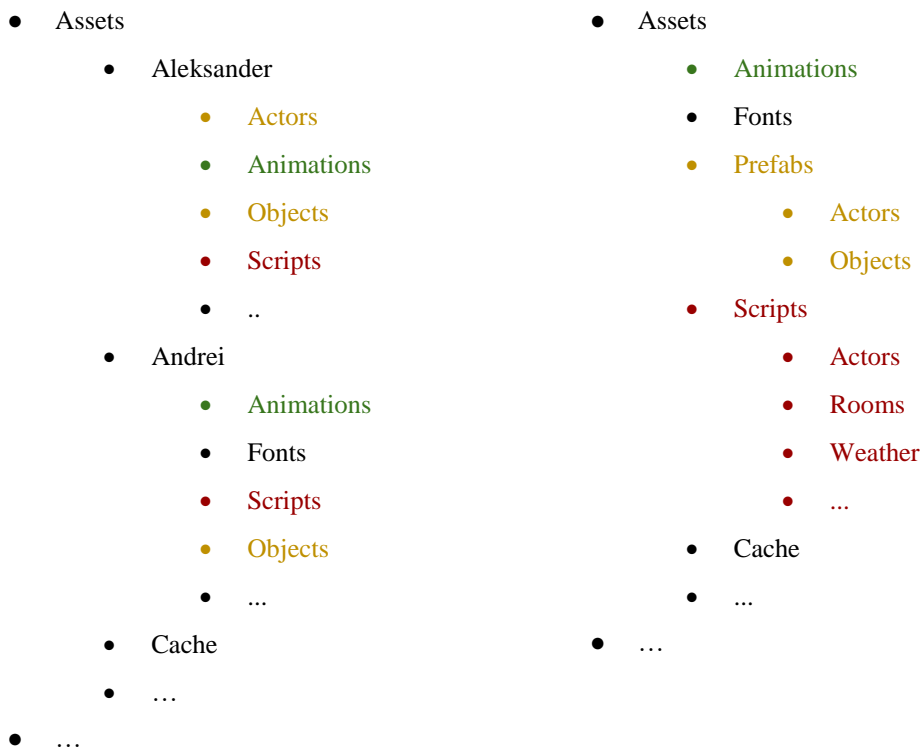 ● Assets
● Aleksander
● Actors
● Animations
● Objects
● Scripts
● ..
● Andrei
● Animations
● Fonts
● Scripts
● Objects
● ...
● Cache
● …
● …
● Assets
● Animations
● Fonts
● Prefabs
● Actors
● Objects
● Scripts
● Actors
● Rooms
● Weather
● ...
● Cache
● ...
● …